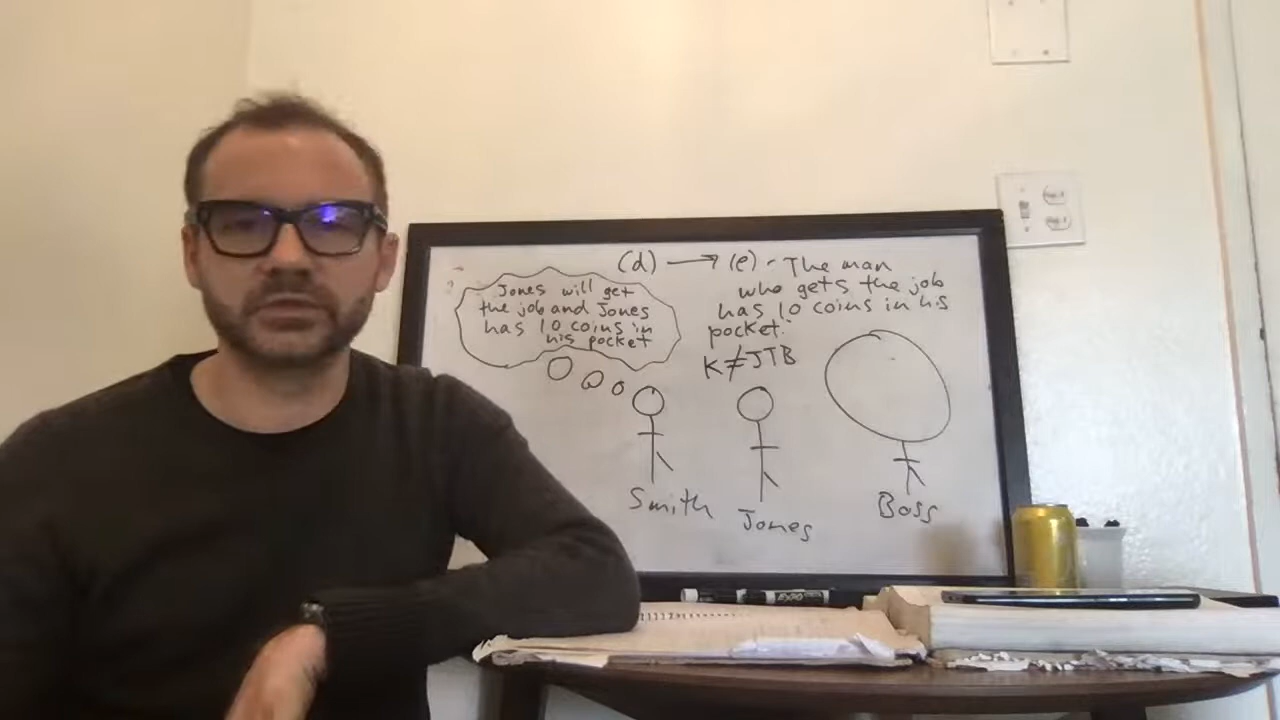 (d) → (e) - The man
who gets the job
has 10 coins in his
pocket.
Jones will get
the job and Jones
has 10 coins in
his pocket
K≠JTB
Smith
Jones
Boss
EXPO